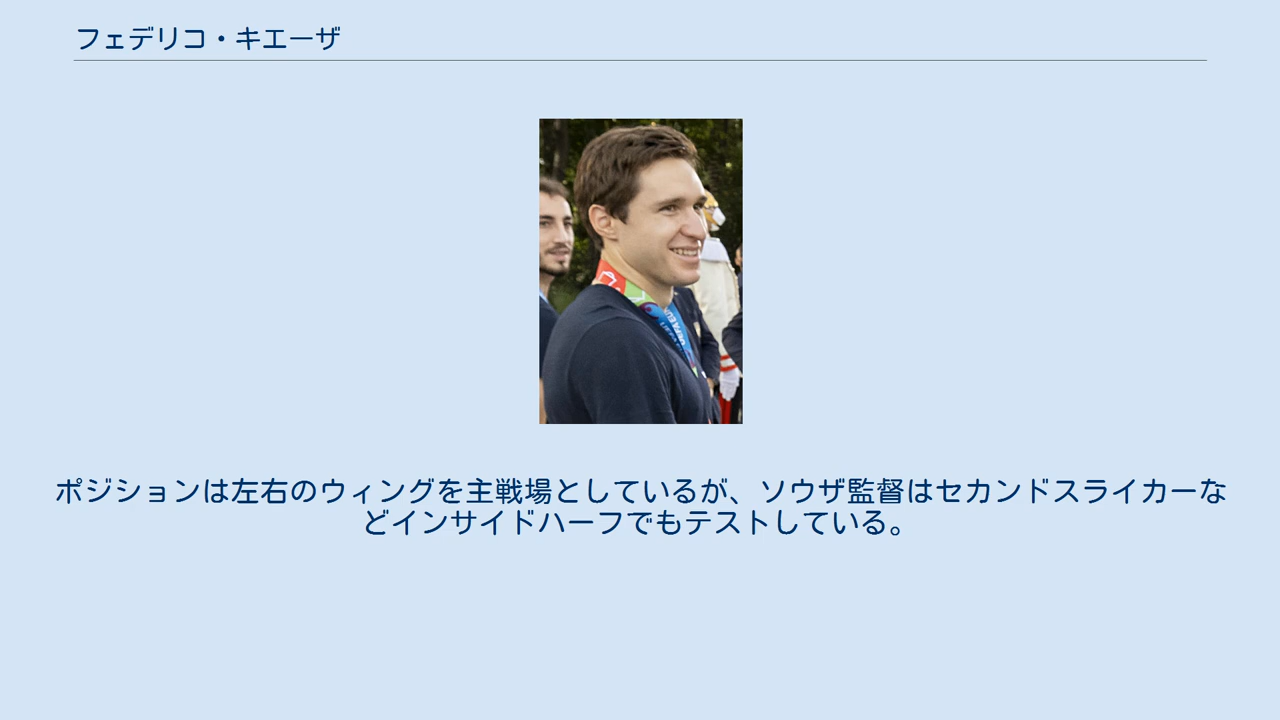 フェデリコ・キエーザ
UEFA EU
ポジションは左右のウィングを主戦場としているが、ソウザ監督はセカンドスライカーな
どインサイドハーフでもテストしている。